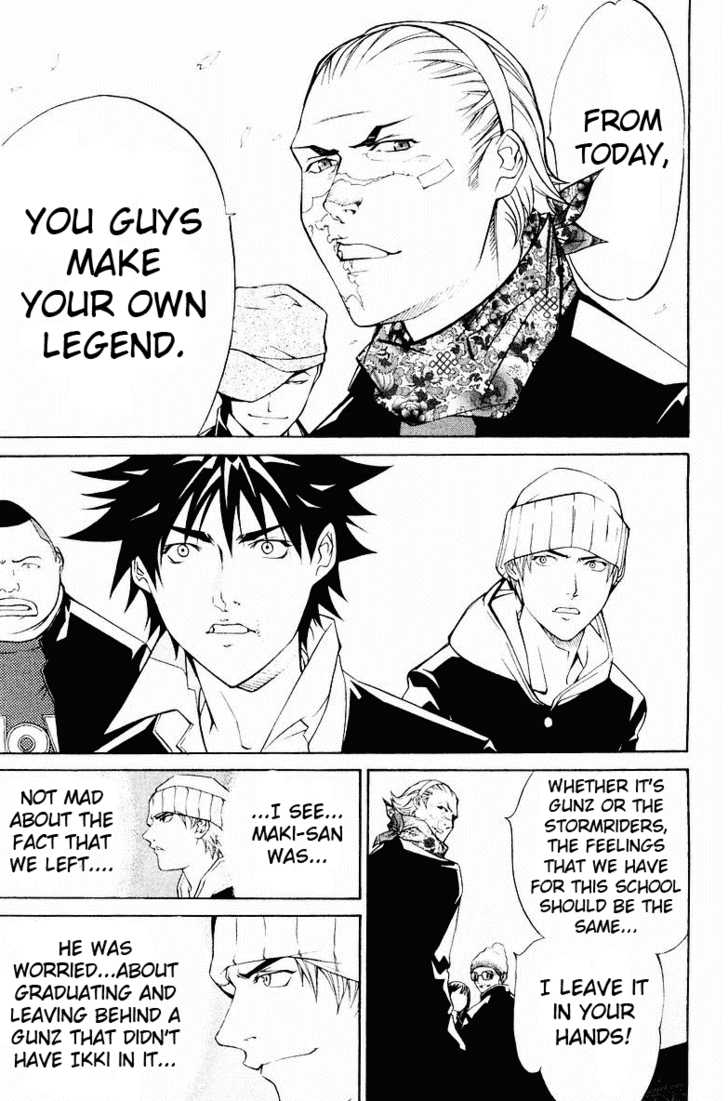 FROM
TODAY,
YOU GUYS
MAKE
YOUR OWN
LEGEND.
WHETHER IT'S
GUNZ OR THE
STORMRIDERS,
THE FEELINGS
THAT WE HAVE
FOR THIS SCHOOL
SHOULD BE THE
SAME...
I LEAVE IT
IN YOUR
HANDS!
...I SEE...
MAKI-SAN
WAS...
NOT MAD
ABOUT THE
FACT THAT
WE LEFT....
HE WAS
WORRIED...ABOUT
GRADUATING AND
LEAVING BEHIND A
GUNZ THAT DIDN'T
HAVE IKKI IN IT...